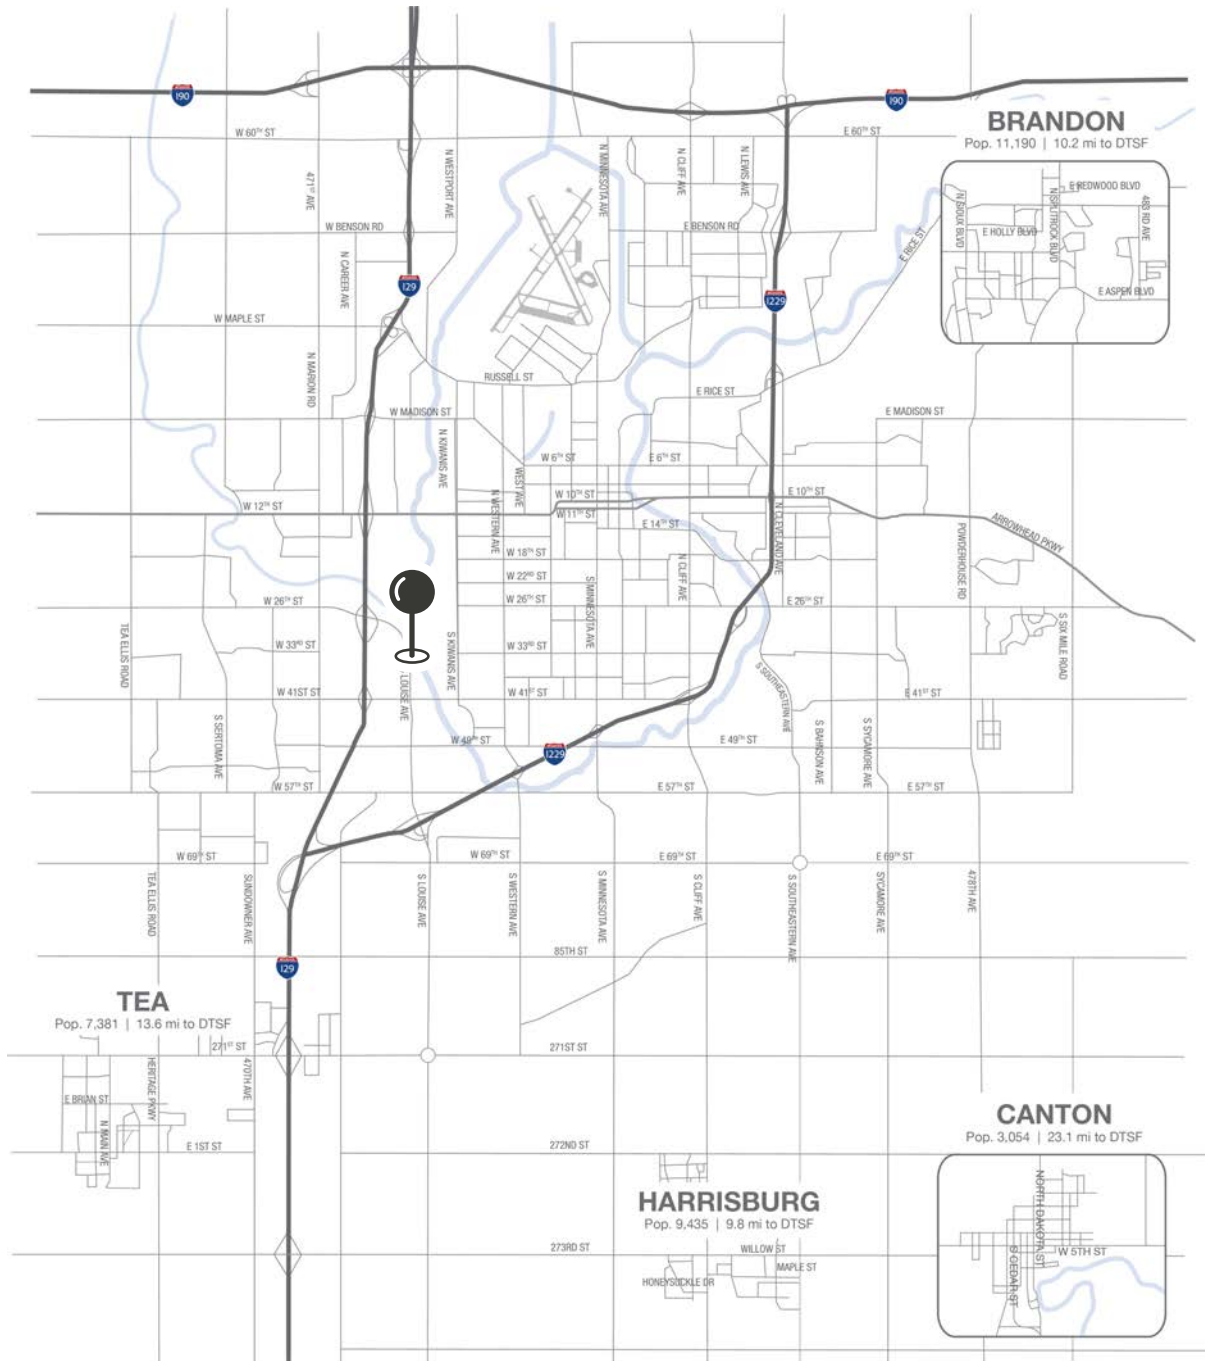 I90
I90
W 60TH ST
E 60TH ST
BRANDON
Pop. 11,190 | 10.2 mi to DTSF
E REDWOOD BLVD
N SIOUX BLVD
N SPLITROCK BLVD
483 RD AVE
E HOLLY BLVD
E ASPEN BLVD
471ST AVE
N WESTPORT AVE
N MINNESOTA AVE
N CLIFF AVE
N LEWIS AVE
W BENSON RD
E BENSON RD
E RICE ST
N CAREER AVE
I29
I229
W MAPLE ST
N MARION RD
RUSSELL ST
E RICE ST
W MADISON ST
E MADISON ST
N KIWANIS AVE
W 6TH ST
E 6TH ST
WEST AVE
N WESTERN AVE
W 10TH ST
E 10TH ST
W 12TH ST
W 11TH ST
E 14TH ST
N CLEVELAND AVE
POWDERHOUSE RD
ARROWHEAD PKWY
W 18TH ST
N CLIFF AVE
W 22RD ST
S MINNESOTA AVE
W 26TH ST
W 26TH ST
E 26TH ST
TEA ELLIS ROAD
W 33RD ST
S KIWANIS AVE
W 33RD ST
S SIX MILE ROAD
S SOUTHEASTERN AVE
W 41ST ST
LOUISE AVE
W 41ST ST
E 41ST ST
S SERTOMA AVE
W 49TH ST
I229
E 49TH ST
S BAHNSON AVE
S SYCAMORE AVE
W 57TH ST
E 57TH ST
E 57TH ST
W 69TH ST
W 69TH ST
E 69TH ST
E 69TH ST
TEA ELLIS ROAD
SUNDOWNER AVE
S LOUISE AVE
S WESTERN AVE
S MINNESOTA AVE
S CLIFF AVE
S SOUTHEASTERN AVE
SYCAMORE AVE
478TH AVE
85TH ST
I29
TEA
Pop. 7,381 | 13.6 mi to DTSF
271ST ST
271ST ST
HERITAGE PKWY
470TH AVE
E BRIAN ST
N MAIN AVE
E 1ST ST
272ND ST
CANTON
Pop. 3,054 | 23.1 mi to DTSF
NORTH DAKOTA ST
W 5TH ST
S CEDAR ST
HARRISBURG
Pop. 9,435 | 9.8 mi to DTSF
273RD ST
WILLOW ST
MAPLE ST
HONEYSUCKLE DR